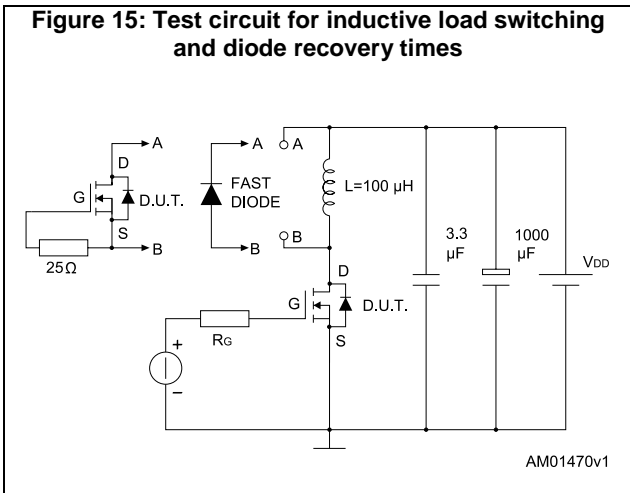 Figure 15: Test circuit for inductive load switching
and diode recovery times
A
D
G
D.U.T.
S
B
25Ω
A
FAST
DIODE
B
A
L=100 µH
B
D
G
D.U.T.
S
RG
+
−
3.3
µF
1000
µF
VDD
AM01470v1